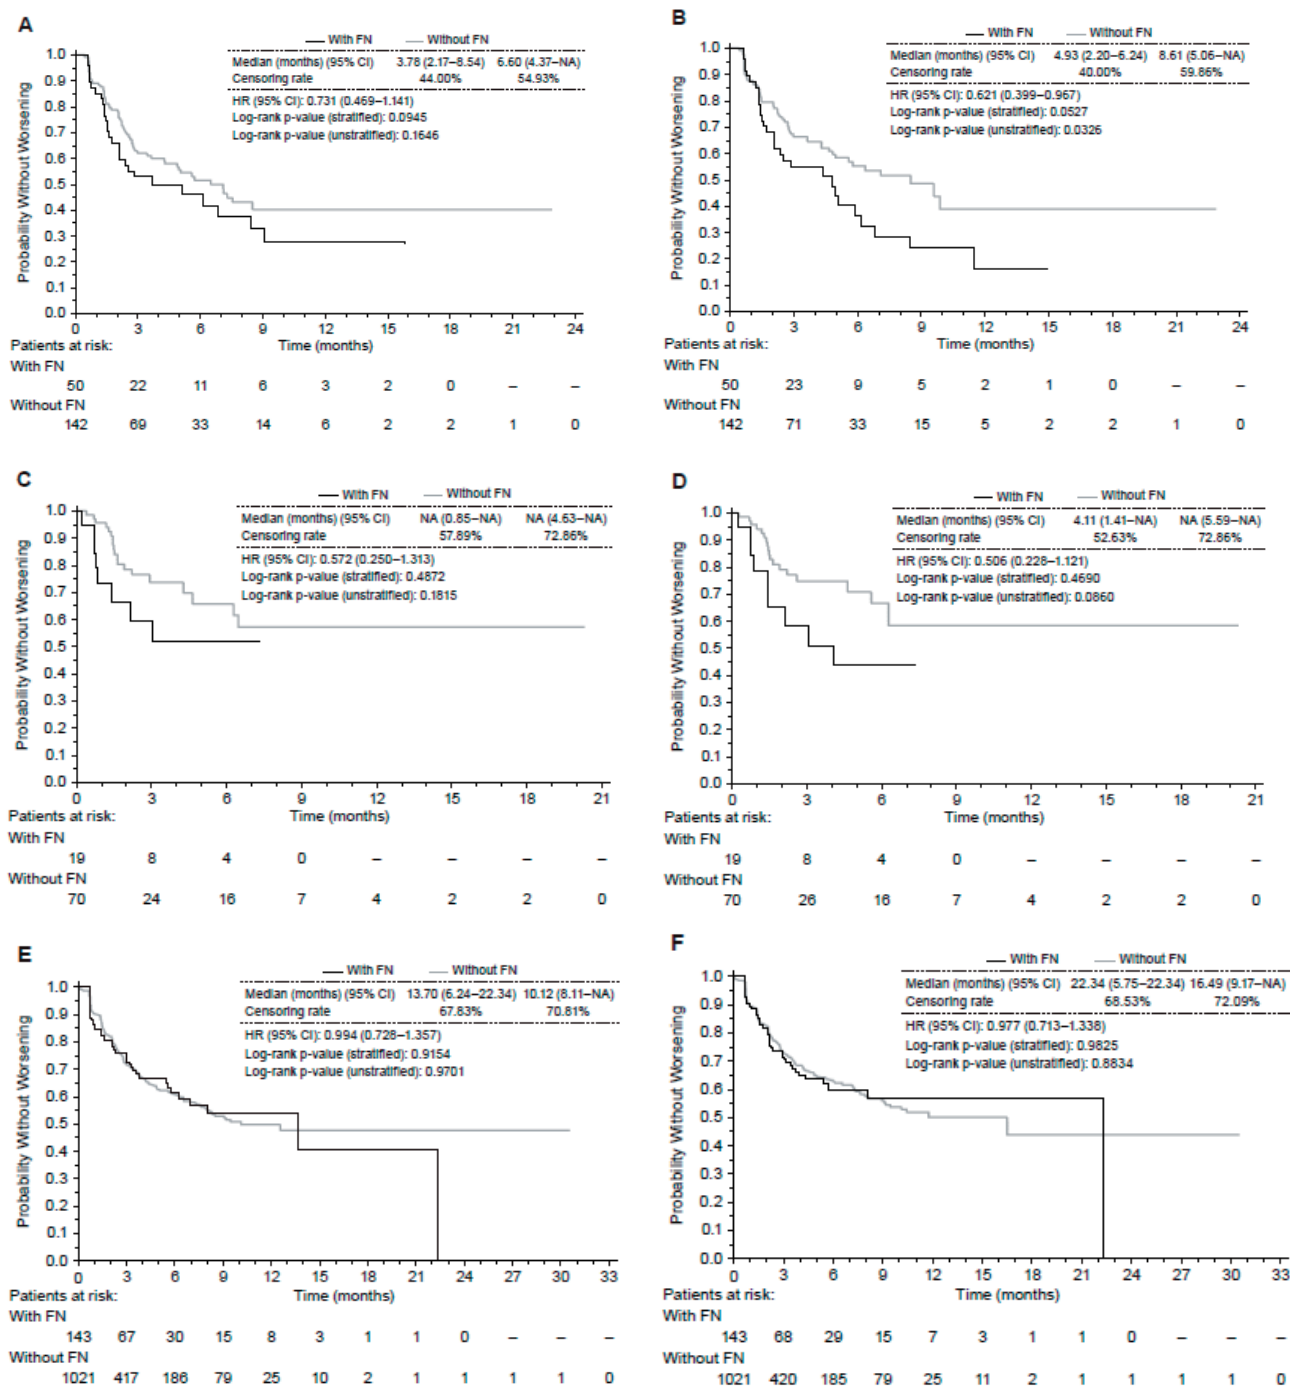 A
With FN Without FN
Median (months) (95% CI) 3.78 (2.17–8.54) 6.60 (4.37–NA)
Censoring rate 44.00% 54.93%
HR (95% CI): 0.731 (0.469–1.141)
Log-rank p-value (stratified): 0.0945
Log-rank p-value (unstratified): 0.1646
Probability Without Worsening
1.0
0.9
0.8
0.7
0.6
0.5
0.4
0.3
0.2
0.1
0.0
0 3 6 9 12 15 18 21 24
Patients at risk: Time (months)
With FN
50 22 11 6 3 2 0 – –
Without FN
142 69 33 14 6 2 2 1 0
B
With FN Without FN
Median (months) (95% CI) 4.93 (2.20–6.24) 8.61 (5.06–NA)
Censoring rate 40.00% 59.86%
HR (95% CI): 0.621 (0.399–0.967)
Log-rank p-value (stratified): 0.0527
Log-rank p-value (unstratified): 0.0326
Probability Without Worsening
1.0
0.9
0.8
0.7
0.6
0.5
0.4
0.3
0.2
0.1
0.0
0 3 6 9 12 15 18 21 24
Patients at risk: Time (months)
With FN
50 23 9 5 2 1 0 – –
Without FN
142 71 33 15 5 2 2 1 0
C
With FN Without FN
Median (months) (95% CI) NA (0.85–NA) NA (4.63–NA)
Censoring rate 57.89% 72.86%
HR (95% CI): 0.572 (0.250–1.313)
Log-rank p-value (stratified): 0.4872
Log-rank p-value (unstratified): 0.1815
Probability Without Worsening
1.0
0.9
0.8
0.7
0.6
0.5
0.4
0.3
0.2
0.1
0.0
0 3 6 9 12 15 18 21
Patients at risk: Time (months)
With FN
19 8 4 0 – – – –
Without FN
70 24 16 7 4 2 2 0
D
With FN Without FN
Median (months) (95% CI) 4.11 (1.41–NA) NA (5.59–NA)
Censoring rate 52.63% 72.86%
HR (95% CI): 0.506 (0.228–1.121)
Log-rank p-value (stratified): 0.4690
Log-rank p-value (unstratified): 0.0860
Probability Without Worsening
1.0
0.9
0.8
0.7
0.6
0.5
0.4
0.3
0.2
0.1
0.0
0 3 6 9 12 15 18 21
Patients at risk: Time (months)
With FN
19 8 4 0 – – – –
Without FN
70 26 16 7 4 2 2 0
E
With FN Without FN
Median (months) (95% CI) 13.70 (6.24–22.34) 10.12 (8.11–NA)
Censoring rate 67.83% 70.81%
HR (95% CI): 0.994 (0.728–1.357)
Log-rank p-value (stratified): 0.9154
Log-rank p-value (unstratified): 0.9701
Probability Without Worsening
1.0
0.9
0.8
0.7
0.6
0.5
0.4
0.3
0.2
0.1
0.0
0 3 6 9 12 15 18 21 24 27 30 33
Patients at risk: Time (months)
With FN
143 67 30 15 8 3 1 1 0 – – –
Without FN
1021 417 186 79 25 10 2 1 1 1 1 0
F
With FN Without FN
Median (months) (95% CI) 22.34 (5.75–22.34) 16.49 (9.17–NA)
Censoring rate 68.53% 72.09%
HR (95% CI): 0.977 (0.713–1.338)
Log-rank p-value (stratified): 0.9825
Log-rank p-value (unstratified): 0.8834
Probability Without Worsening
1.0
0.9
0.8
0.7
0.6
0.5
0.4
0.3
0.2
0.1
0.0
0 3 6 9 12 15 18 21 24 27 30 33
Patients at risk: Time (months)
With FN
143 68 29 15 7 3 1 1 0 – – –
Without FN
1021 420 185 79 25 11 2 1 1 1 1 0